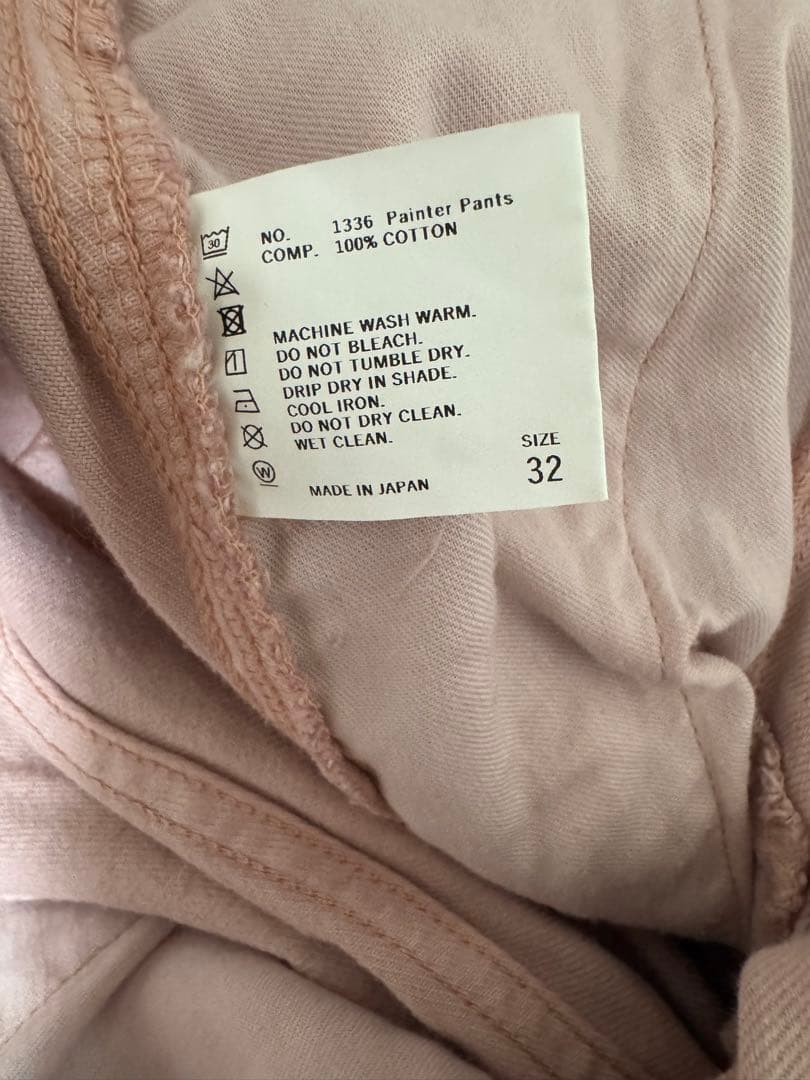 NO. 1336 Painter Pants
COMP. 100% COTTON
30
MACHINE WASH WARM.
DO NOT BLEACH.
DO NOT TUMBLE DRY.
DRIP DRY IN SHADE.
COOL IRON.
DO NOT DRY CLEAN.
WET CLEAN.
W
SIZE
32
MADE IN JAPAN